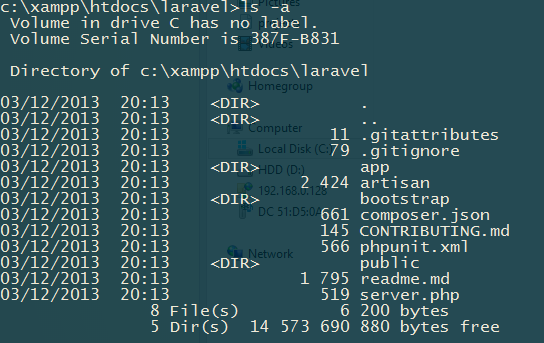 c:\xampp\htdocs\laravel>ls -a
Volume in drive C has no label.
Volume Serial Number is 387F-B831
Directory of c:\xampp\htdocs\laravel
03/12/2013 20:13 <DIR> .
03/12/2013 20:13 <DIR> ..
03/12/2013 20:13 11 .gitattributes
03/12/2013 20:13 79 .gitignore
03/12/2013 20:13 <DIR> app
03/12/2013 20:13 2 424 artisan
03/12/2013 20:13 <DIR> bootstrap
03/12/2013 20:13 661 composer.json
03/12/2013 20:13 145 CONTRIBUTING.md
03/12/2013 20:13 566 phpunit.xml
03/12/2013 20:13 <DIR> public
03/12/2013 20:13 1 795 readme.md
03/12/2013 20:13 519 server.php
8 File(s) 6 200 bytes
5 Dir(s) 14 573 690 880 bytes free
Pictures
Videos
Homegroup
Computer
Local Disk (C:
HDD (D:)
192.168.0.128
DC 51:D5:0A
Network